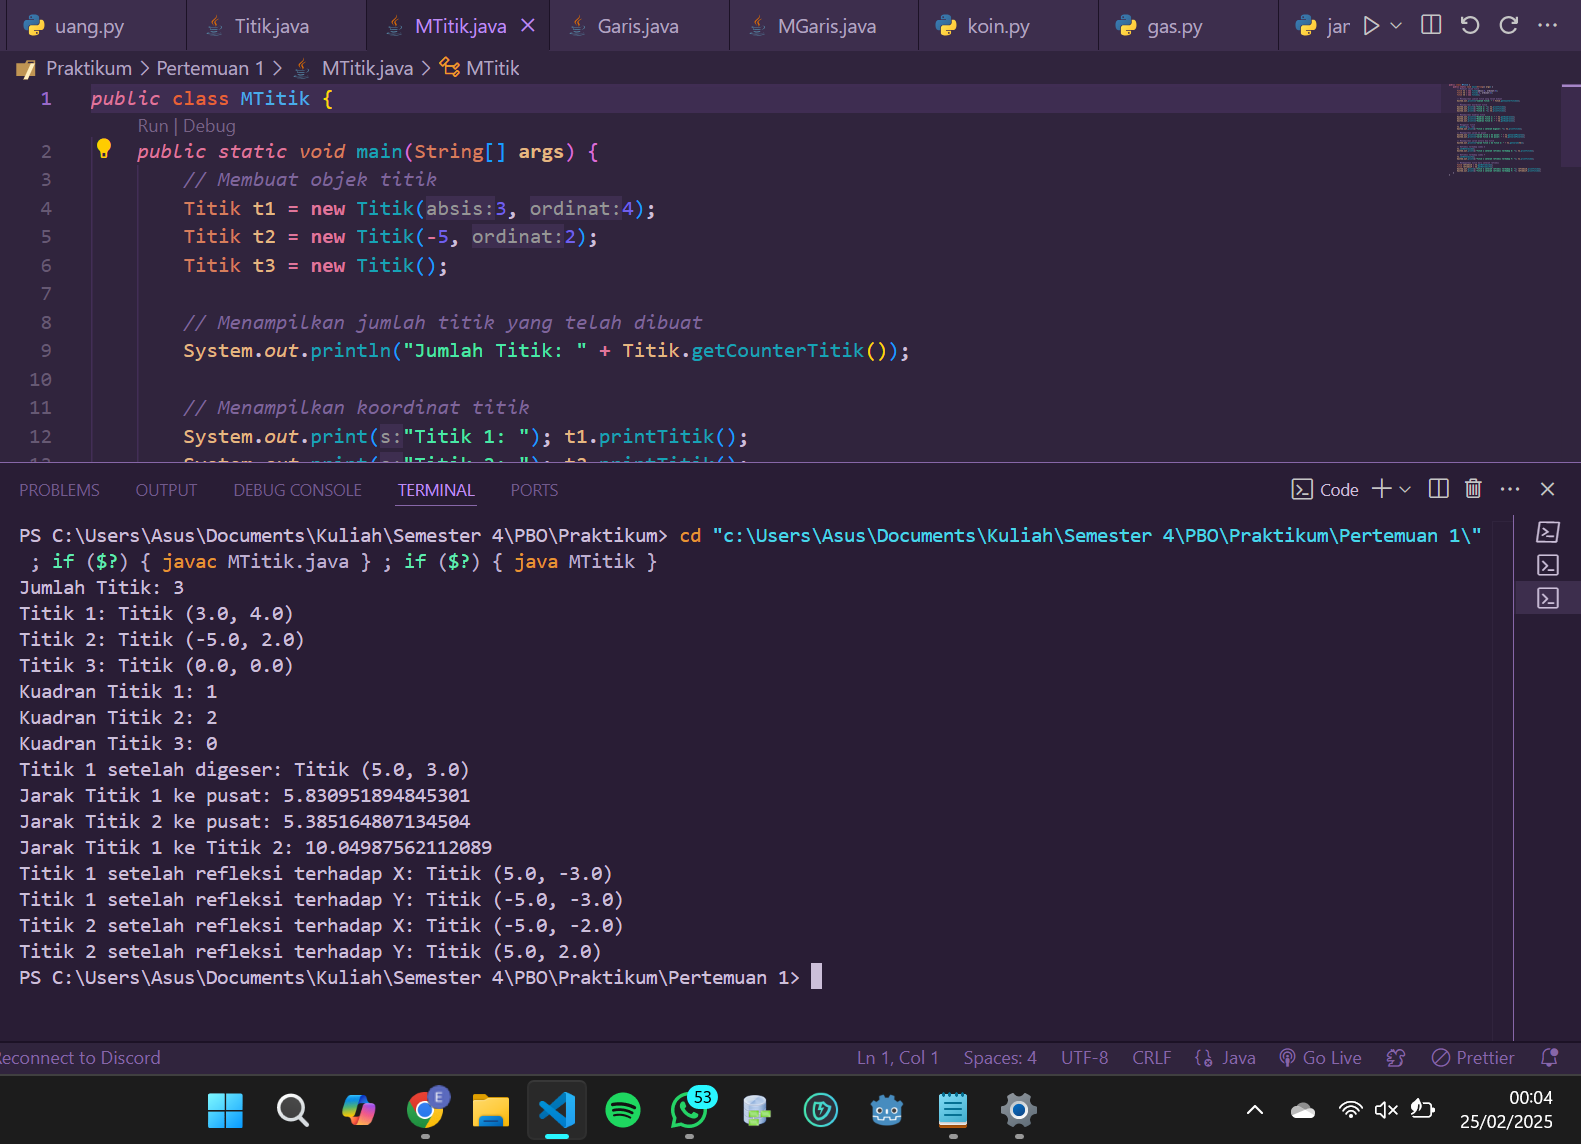 uang.py Titik.java MTitik.java Garis.java MGaris.java koin.py gas.py jar
Praktikum > Pertemuan 1 > MTitik.java > MTitik
1 public class MTitik {
Run | Debug
2 public static void main(String[] args) {
3 // Membuat objek titik
4 Titik t1 = new Titik(absis:3, ordinat:4);
5 Titik t2 = new Titik(-5, ordinat:2);
6 Titik t3 = new Titik();
7
8 // Menampilkan jumlah titik yang telah dibuat
9 System.out.println("Jumlah Titik: " + Titik.getCounterTitik());
10
11 // Menampilkan koordinat titik
12 System.out.print(s:"Titik 1: "); t1.printTitik();
PROBLEMS OUTPUT DEBUG CONSOLE TERMINAL PORTS Code
PS C:\Users\Asus\Documents\Kuliah\Semester 4\PBO\Praktikum> cd "c:\Users\Asus\Documents\Kuliah\Semester 4\PBO\Praktikum\Pertemuan 1\"
; if ($?) { javac MTitik.java } ; if ($?) { java MTitik }
Jumlah Titik: 3
Titik 1: Titik (3.0, 4.0)
Titik 2: Titik (-5.0, 2.0)
Titik 3: Titik (0.0, 0.0)
Kuadran Titik 1: 1
Kuadran Titik 2: 2
Kuadran Titik 3: 0
Titik 1 setelah digeser: Titik (5.0, 3.0)
Jarak Titik 1 ke pusat: 5.830951894845301
Jarak Titik 2 ke pusat: 5.385164807134504
Jarak Titik 1 ke Titik 2: 10.04987562112089
Titik 1 setelah refleksi terhadap X: Titik (5.0, -3.0)
Titik 1 setelah refleksi terhadap Y: Titik (-5.0, -3.0)
Titik 2 setelah refleksi terhadap X: Titik (-5.0, -2.0)
Titik 2 setelah refleksi terhadap Y: Titik (5.0, 2.0)
PS C:\Users\Asus\Documents\Kuliah\Semester 4\PBO\Praktikum\Pertemuan 1>
econnect to Discord Ln 1, Col 1 Spaces: 4 UTF-8 CRLF Java Go Live Prettier
E 53 00:04
25/02/2025